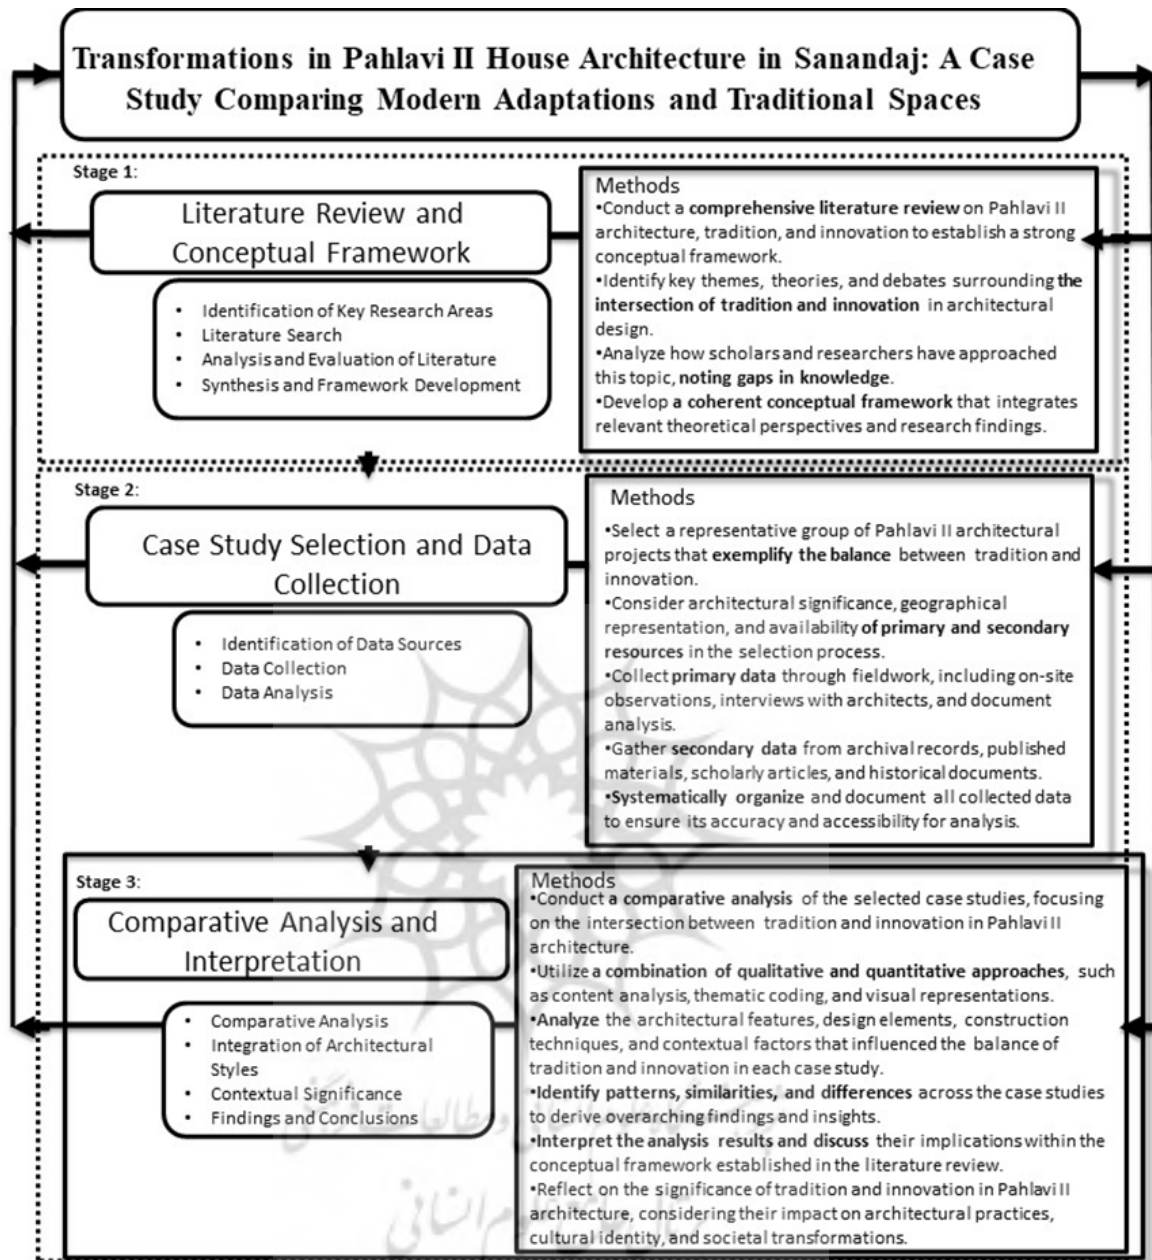 Transformations in Pahlavi II House Architecture in Sanandaj: A Case
Study Comparing Modern Adaptations and Traditional Spaces
Stage 1:
Literature Review and
Conceptual Framework
• Identification of Key Research Areas
• Literature Search
• Analysis and Evaluation of Literature
• Synthesis and Framework Development
Methods
•Conduct a comprehensive literature review on Pahlavi II
architecture, tradition, and innovation to establish a strong
conceptual framework.
•Identify key themes, theories, and debates surrounding the
intersection of tradition and innovation in architectural
design.
•Analyze how scholars and researchers have approached
this topic, noting gaps in knowledge.
•Develop a coherent conceptual framework that integrates
relevant theoretical perspectives and research findings.
Stage 2:
Case Study Selection and Data
Collection
• Identification of Data Sources
• Data Collection
• Data Analysis
Methods
•Select a representative group of Pahlavi II architectural
projects that exemplify the balance between tradition and
innovation.
•Consider architectural significance, geographical
representation, and availability of primary and secondary
resources in the selection process.
•Collect primary data through fieldwork, including on-site
observations, interviews with architects, and document
analysis.
•Gather secondary data from archival records, published
materials, scholarly articles, and historical documents.
•Systematically organize and document all collected data
to ensure its accuracy and accessibility for analysis.
Stage 3:
Comparative Analysis and
Interpretation
• Comparative Analysis
• Integration of Architectural
Styles
• Contextual Significance
• Findings and Conclusions
Methods
•Conduct a comparative analysis of the selected case studies, focusing
on the intersection between tradition and innovation in Pahlavi II
architecture.
•Utilize a combination of qualitative and quantitative approaches, such
as content analysis, thematic coding, and visual representations.
•Analyze the architectural features, design elements, construction
techniques, and contextual factors that influenced the balance of
tradition and innovation in each case study.
•Identify patterns, similarities, and differences across the case studies
to derive overarching findings and insights.
•Interpret the analysis results and discuss their implications within the
conceptual framework established in the literature review.
•Reflect on the significance of tradition and innovation in Pahlavi II
architecture, considering their impact on architectural practices,
cultural identity, and societal transformations.
پژوهشگاه علوم انسانی و مطالعات فرهنگی
پرتال جامع علوم انسانی